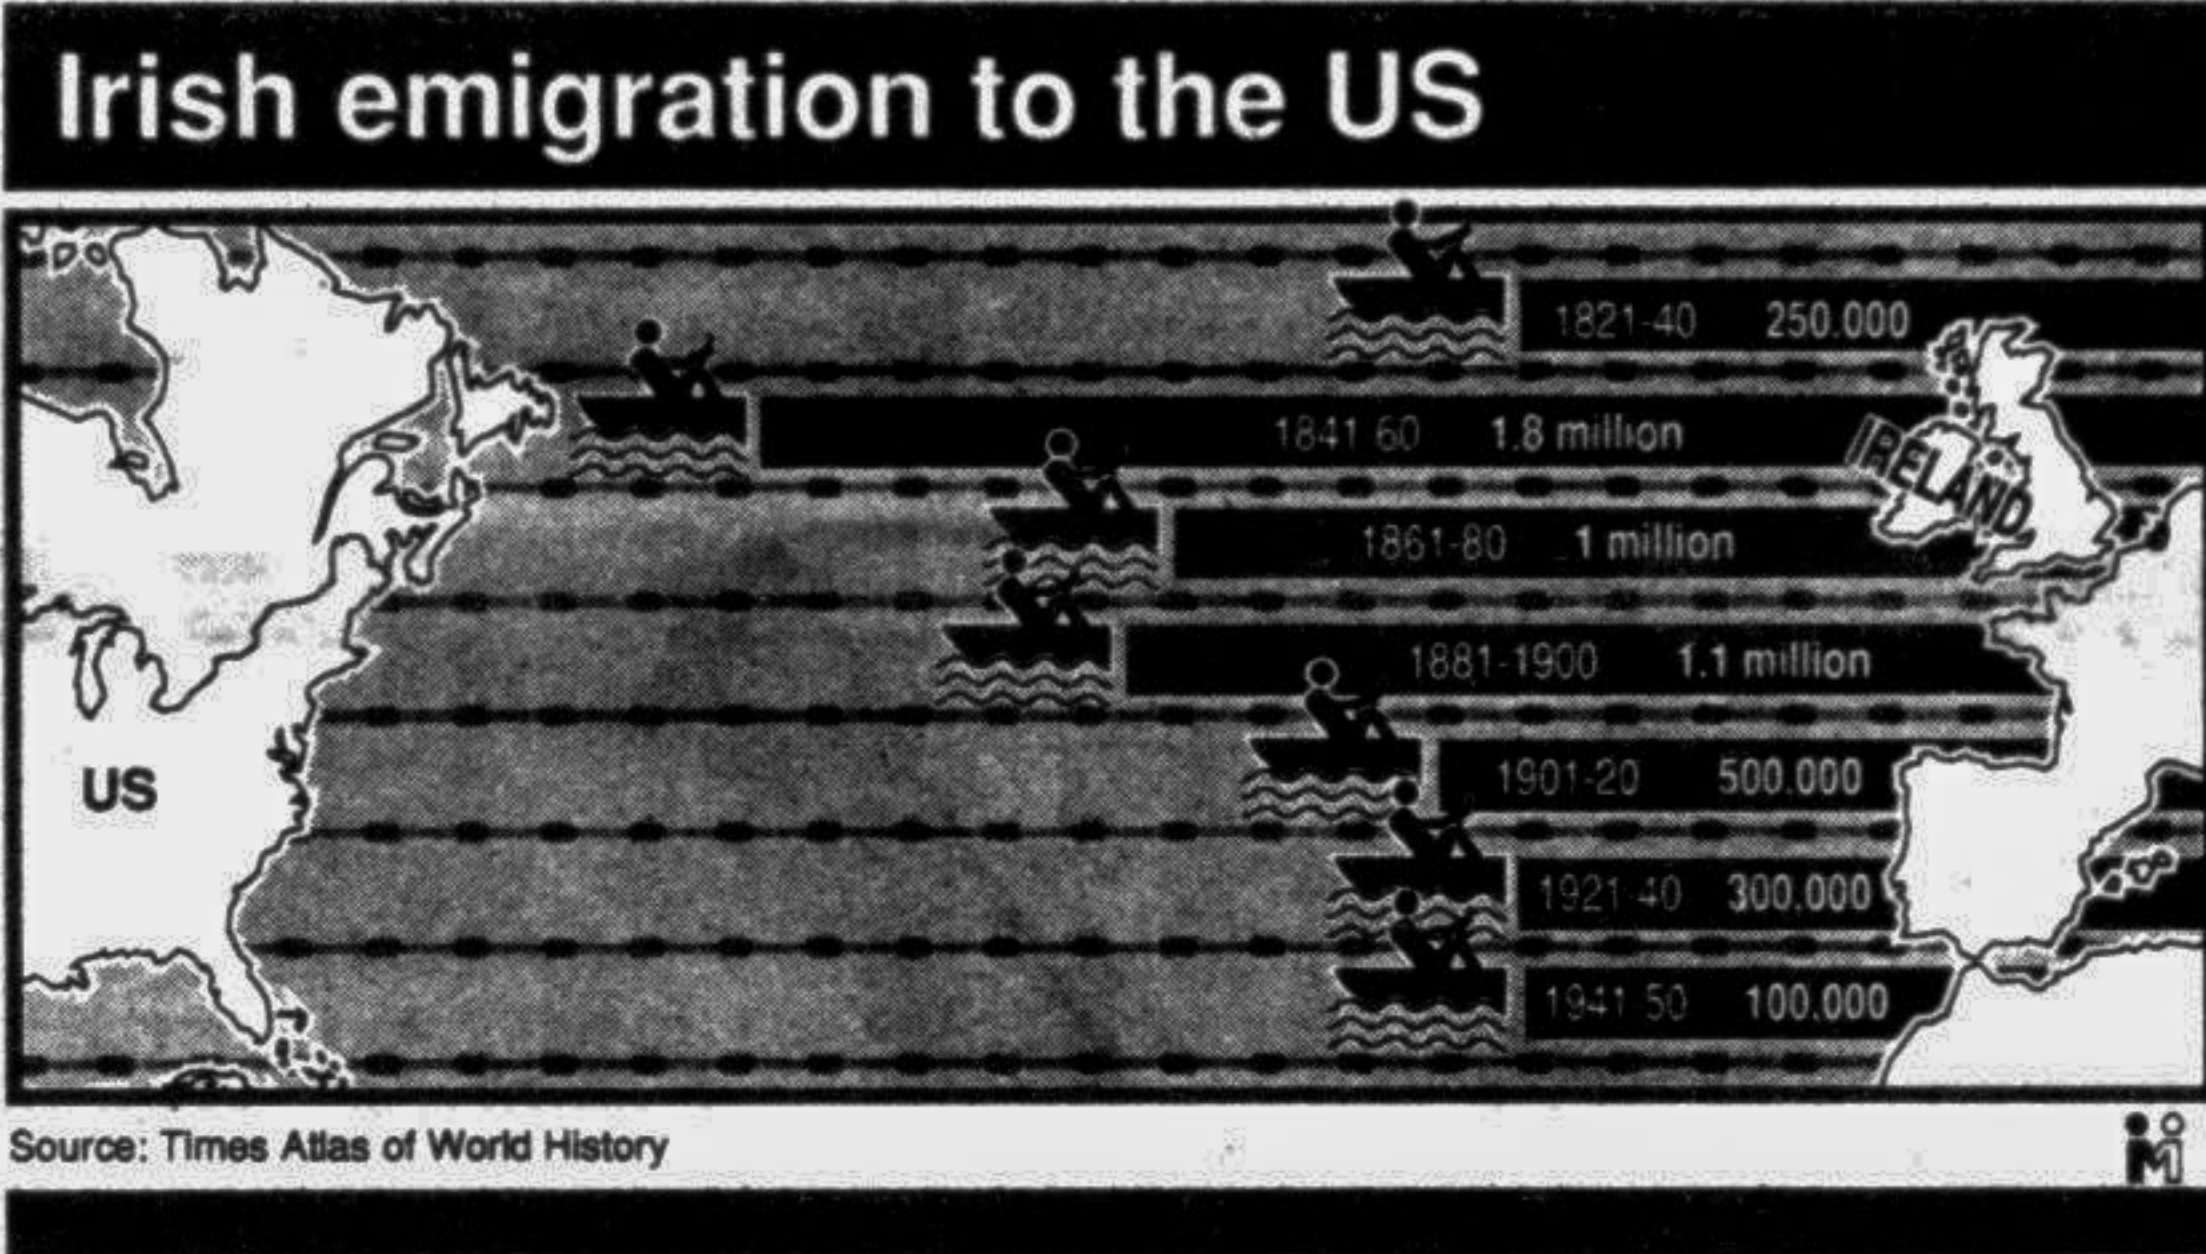 Irish emigration to the US
1821-40 250.000
1841-60 1.8 million
1861-80 1 million
IRELAND
1881-1900 1.1 million
1901-20 500.000
US
1921-40 300.000
1941-50 100.000
Source: Times Atlas of World History